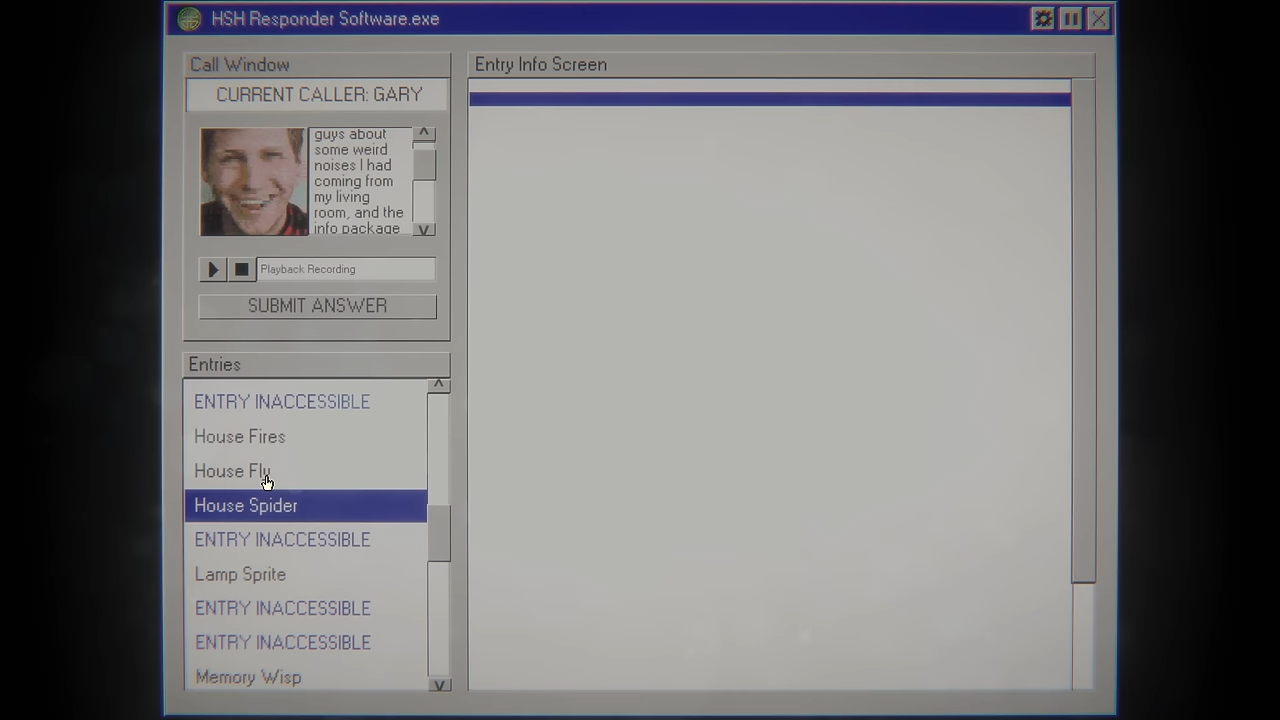 HSH Responder Software.exe
Call Window
CURRENT CALLER: GARY
guys about
some weird
noises I had
coming from
my living
room, and the
info package
Playback Recording
SUBMIT ANSWER
Entries
ENTRY INACCESSIBLE
House Fires
House Fly
House Spider
ENTRY INACCESSIBLE
Lamp Sprite
ENTRY INACCESSIBLE
ENTRY INACCESSIBLE
Memory Wisp
Entry Info Screen